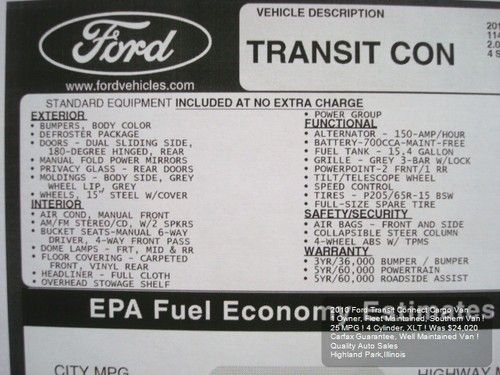 Ford
www.fordvehicles.com
VEHICLE DESCRIPTION
TRANSIT CON
201
114
2.0
4 S
STANDARD EQUIPMENT INCLUDED AT NO EXTRA CHARGE
EXTERIOR
• BUMPERS, BODY COLOR
• DEFROSTER PACKAGE
• DOORS - DUAL SLIDING SIDE,
180-DEGREE HINGED, REAR
• MANUAL FOLD POWER MIRRORS
• PRIVACY GLASS - REAR DOORS
• MOLDINGS - BODY SIDE, GREY
WHEEL LIP, GREY
• WHEELS, 15" STEEL W/COVER
INTERIOR
• AIR COND, MANUAL FRONT
• AM/FM STEREO/CD, W/2 SPKRS
• BUCKET SEATS-MANUAL 6-WAY
DRIVER, 4-WAY FRONT PASS
• DOME LAMPS - FRT, MID & RR
• FLOOR COVERING - CARPETED
FRONT, VINYL REAR
• HEADLINER - FULL CLOTH
• OVERHEAD STOWAGE SHELF
• POWER GROUP
FUNCTIONAL
• ALTERNATOR - 150-AMP/HOUR
• BATTERY-700CCA-MAINT-FREE
• FUEL TANK - 15.4 GALLON
• GRILLE - GREY 3-BAR W/LOCK
• POWERPOINT-2 FRNT/1 RR
• TILT/TELESCOPE WHEEL
• SPEED CONTROL
• TIRES - P205/65R-15 BSW
• FULL-SIZE SPARE TIRE
SAFETY/SECURITY
• AIR BAGS - FRONT AND SIDE
• COLLAPSIBLE STEER COLUMN
• 4-WHEEL ABS W/ TPMS
WARRANTY
• 3YR/36,000 BUMPER / BUMPER
• 5YR/60,000 POWERTRAIN
• 5YR/60,000 ROADSIDE ASSIST
EPA Fuel Economy Estimates
CITY MPG
HIGHWAY
2010 Ford Transit Connect Cargo Van
1 Owner, Fleet Maintained, Southern Van !
25 MPG ! 4 Cylinder, XLT ! Was $24,020
Carfax Guarantee, Well Maintained Van !
Quality Auto Sales
Highland Park,Illinois